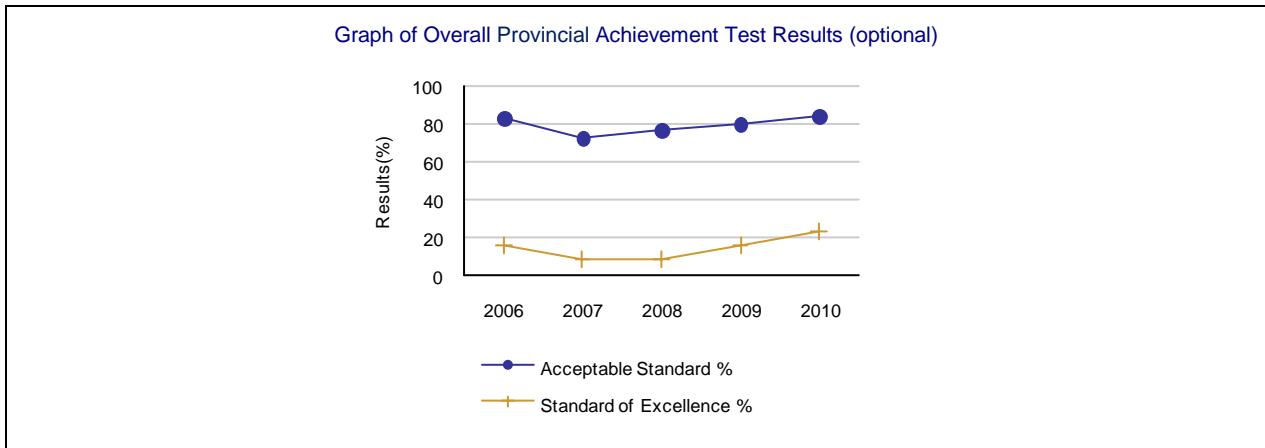 Graph of Overall Provincial Achievement Test Results (optional)
100
80
60
40
20
0
Results(%)
2006 2007 2008 2009 2010
Acceptable Standard %
Standard of Excellence %